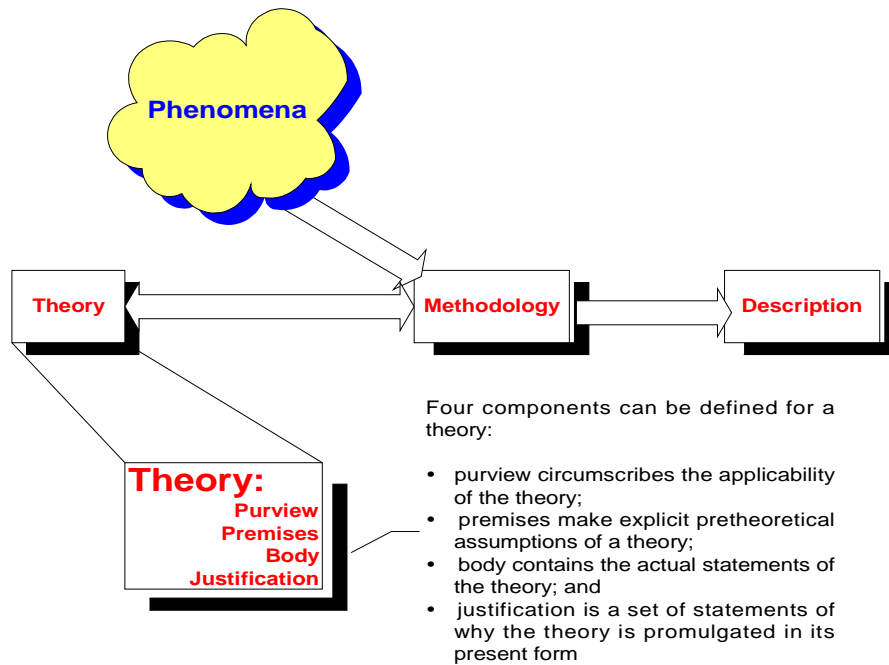 Phenomena
Theory
Methodology
Description
Theory:
Purview
Premises
Body
Justification
Four components can be defined for a
theory:
• purview circumscribes the applicability
of the theory;
• premises make explicit pretheoretical
assumptions of a theory;
• body contains the actual statements of
the theory; and
• justification is a set of statements of
why the theory is promulgated in its
present form